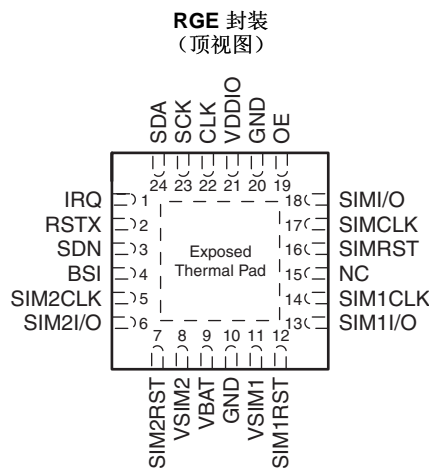 RGE 封装
（顶视图）
SDA
SCK
CLK
VDDIO
GND
OE
24 23 22 21 20 19
IRQ 1 18 SIMI/O
RSTX 2 17 SIMCLK
SDN 3 Exposed 16 SIMRST
BSI 4 Thermal Pad 15 NC
SIM2CLK 5 14 SIM1CLK
SIM2I/O 6 13 SIM1I/O
7 8 9 10 11 12
SIM2RST
VSIM2
VBAT
GND
VSIM1
SIM1RST